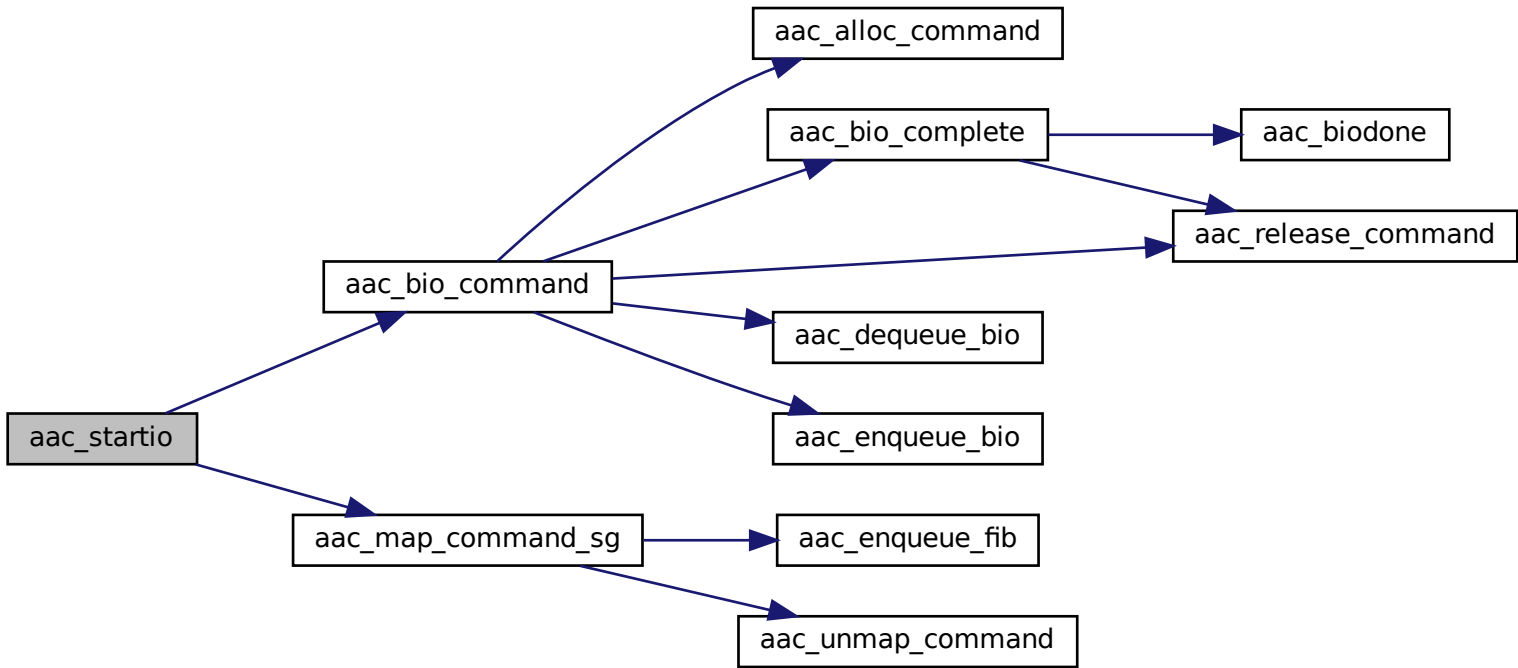 aac_alloc_command
aac_bio_complete
aac_biodone
aac_release_command
aac_bio_command
aac_dequeue_bio
aac_startio
aac_enqueue_bio
aac_map_command_sg
aac_enqueue_fib
aac_unmap_command